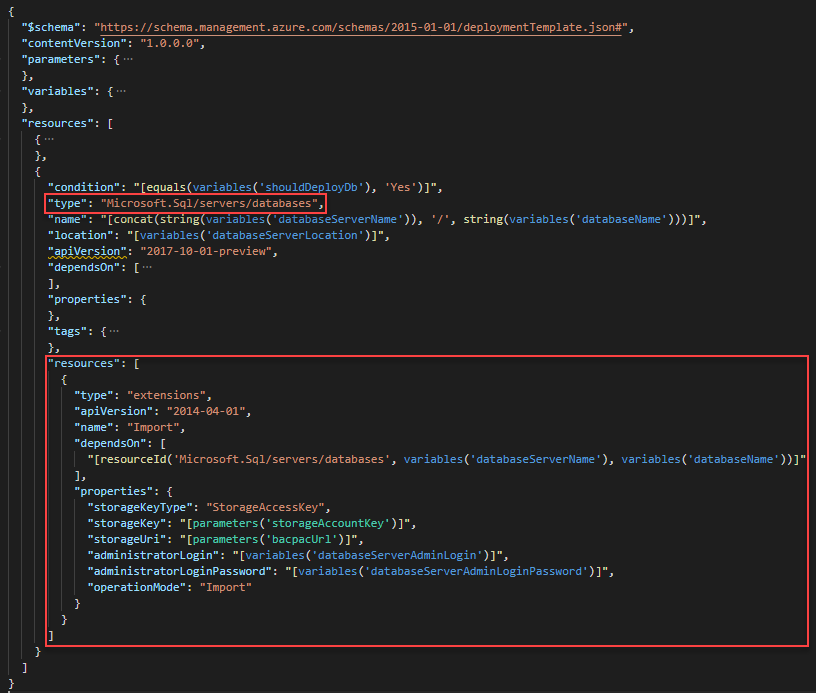 {
"$schema": "https://schema.management.azure.com/schemas/2015-01-01/deploymentTemplate.json#",
"contentVersion": "1.0.0.0",
"parameters": {…
},
"variables": {…
},
"resources": [
{…
},
{
"condition": "[equals(variables('shouldDeployDb'), 'Yes')]",
"type": "Microsoft.Sql/servers/databases",
"name": "[concat(string(variables('databaseServerName')), '/', string(variables('databaseName')))]",
"location": "[variables('databaseServerLocation')]",
"apiVersion": "2017-10-01-preview",
"dependsOn": […
],
"properties": {
},
"tags": {…
},
"resources": [
{
"type": "extensions",
"apiVersion": "2014-04-01",
"name": "Import",
"dependsOn": [
"[resourceId('Microsoft.Sql/servers/databases', variables('databaseServerName'), variables('databaseName'))]"
],
"properties": {
"storageKeyType": "StorageAccessKey",
"storageKey": "[parameters('storageAccountKey')]",
"storageUri": "[parameters('bacpacUrl')]",
"administratorLogin": "[variables('databaseServerAdminLogin')]",
"administratorLoginPassword": "[variables('databaseServerAdminLoginPassword')]",
"operationMode": "Import"
}
}
]
}
]
}